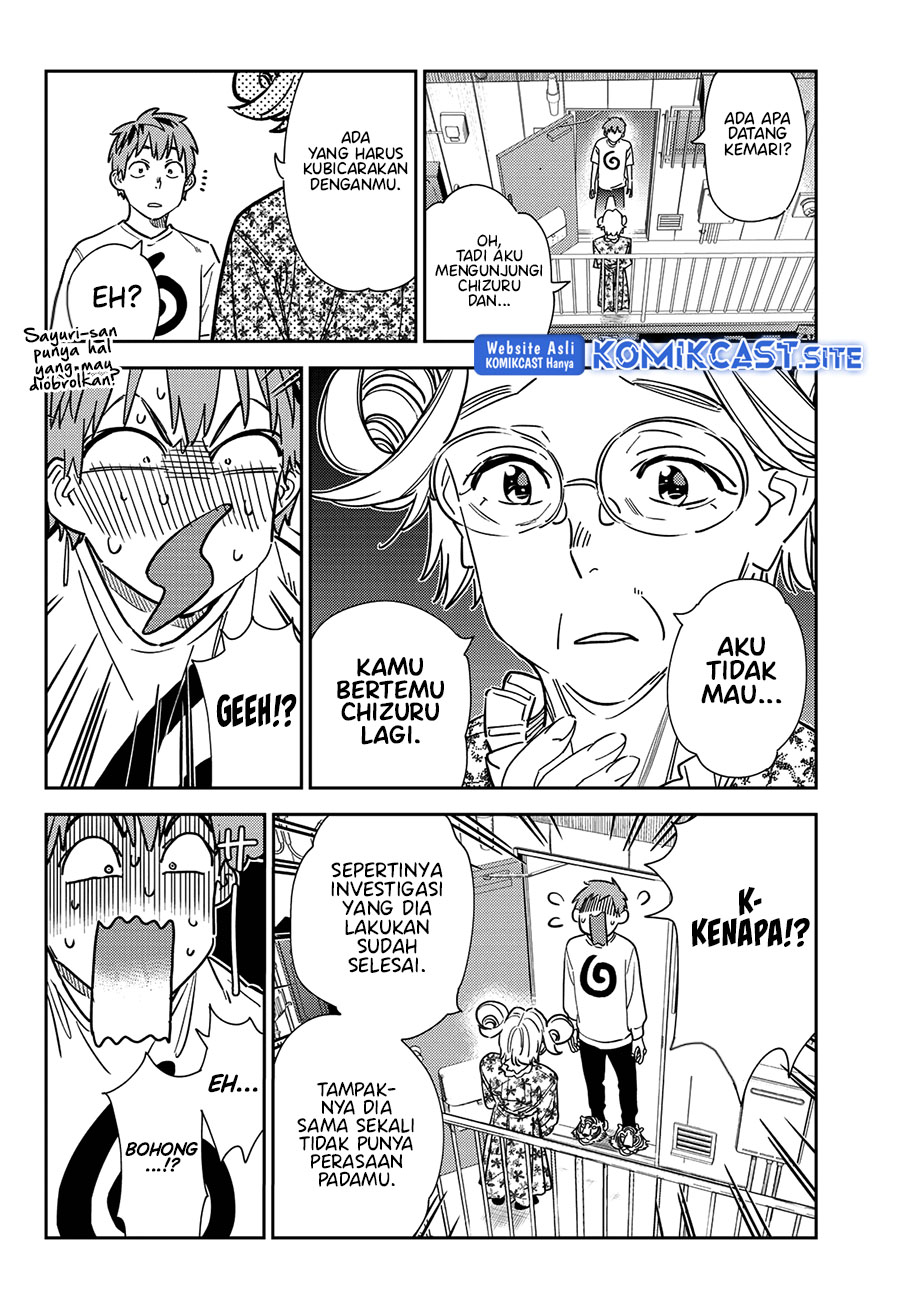 ADA APA
DATANG
KEMARI?
OH,
TADI AKU
MENGUNJUNGI
CHIZURU
DAN...
ADA
YANG HARUS
KUBICARAKAN
DENGANMU.
EH?
Sayuri-san
punya hal
yang mau
diobrolkan!
Website Asli
KOMIKCAST Hanya
KOMIKCAST.SITE
AKU
TIDAK
MAU...
KAMU
BERTEMU
CHIZURU
LAGI.
GEEH!?
K-
KENAPA!?
SEPERTINYA
INVESTIGASI
YANG DIA
LAKUKAN
SUDAH
SELESAI.
TAMPAK-
NYA DIA
SAMA SEKALI
TIDAK PUNYA
PERASAAN
PADAMU.
EH...
BOHONG
...!?